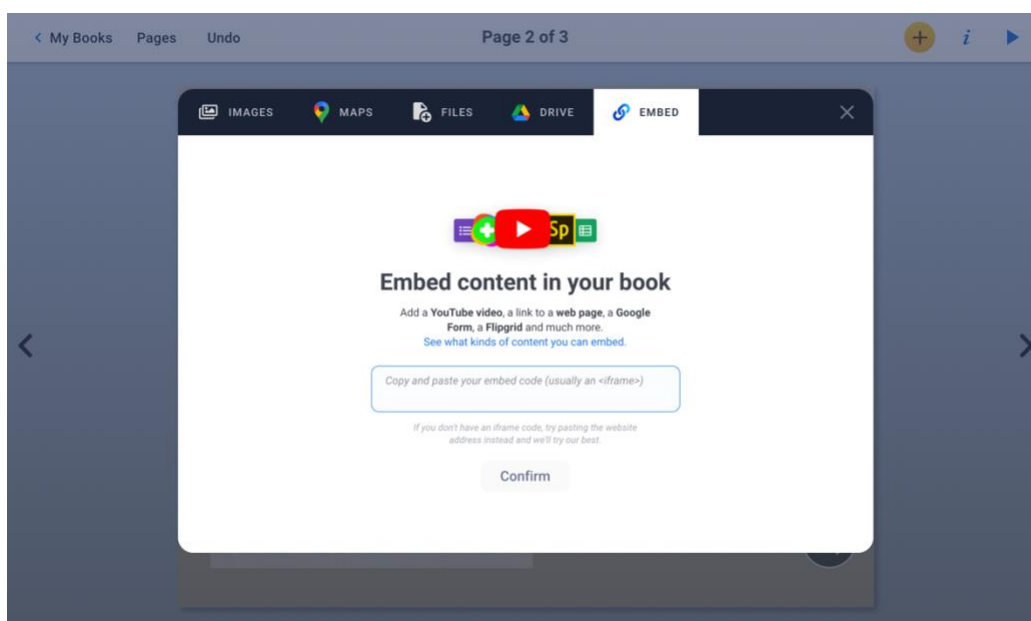 My Books Pages Undo Page 2 of 3
IMAGES MAPS FILES DRIVE EMBED
Sp
Embed content in your book
Add a YouTube video, a link to a web page, a Google
Form, a Flipgrid and much more.
See what kinds of content you can embed.
Copy and paste your embed code (usually an <iframe>)
If you don't have an iframe code, try pasting the website
address instead and we'll try our best.
Confirm